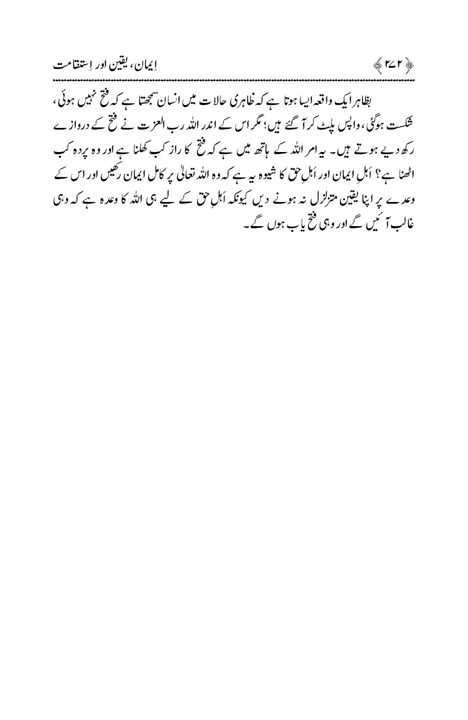 ﴿۲۷۲﴾ اِیمان، یقین اور اِستقامت
بظاہر ایک واقعہ ایسا ہوتا ہے کہ ظاہری حالات میں انسان سمجھتا ہے کہ فتح نہیں ہوئی،
شکست ہوگئی، واپس پلٹ کر آ گئے ہیں؛ مگر اس کے اندر اللہ رب العزت نے فتح کے دروازے
رکھ دیے ہوتے ہیں۔ یہ امر اللہ کے ہاتھ میں ہے کہ فتح کا راز کب کھلنا ہے اور وہ پردہ کب
اٹھنا ہے؟ اَہلِ ایمان اور اَہلِ حق کا شیوہ یہ ہے کہ وہ اللہ تعالیٰ پر کامل ایمان رکھیں اور اس کے
وعدے پر اپنا یقین متزلزل نہ ہونے دیں کیونکہ اَہلِ حق کے لیے ہی اللہ کا وعدہ ہے کہ وہی
غالب آئیں گے اور وہی فتح یاب ہوں گے۔